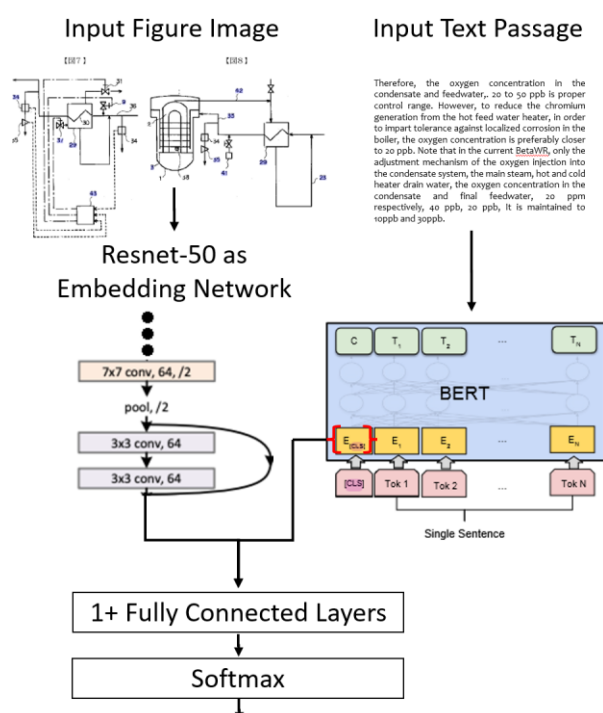 Input Figure Image
Input Text Passage
【図7】
【図8】
Therefore, the oxygen concentration in the
condensate and feedwater,. 20 to 50 ppb is proper
control range. However, to reduce the chromium
generation from the hot feed water heater, in order
to impart tolerance against localized corrosion in the
boiler, the oxygen concentration is preferably closer
to 20 ppb. Note that in the current BetaWR, only the
adjustment mechanism of the oxygen injection into
the condensate system, the main steam, hot and cold
heater drain water, the oxygen concentration in the
condensate and final feedwater, 20 ppm
respectively, 40 ppb, 20 ppb, It is maintained to
10ppb and 30ppb.
Resnet-50 as
Embedding Network
7x7 conv, 64, /2
pool, /2
3x3 conv, 64
3x3 conv, 64
C T1 T2 ... TN
BERT
E[CLS] E1 E2 ... EN
[CLS] Tok 1 Tok 2 ... Tok N
Single Sentence
1+ Fully Connected Layers
Softmax